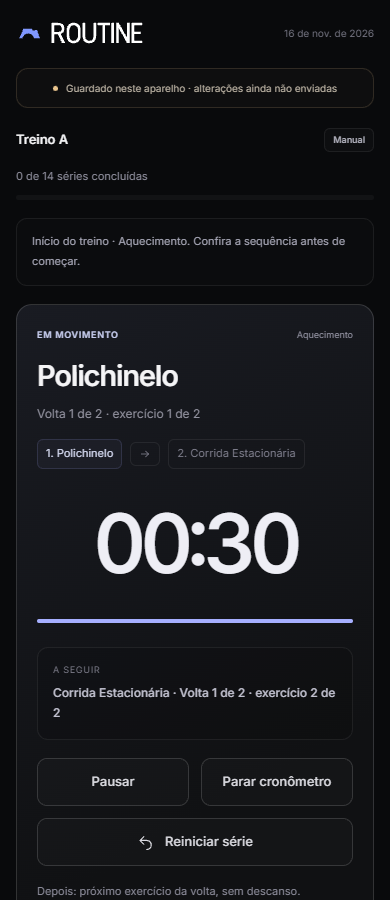 ROUTINE
16 de nov. de 2026
Guardado neste aparelho · alterações ainda não enviadas
Treino A
Manual
0 de 14 séries concluídas
Início do treino · Aquecimento. Confira a sequência antes de
começar.
EM MOVIMENTO
Aquecimento
Polichinelo
Volta 1 de 2 · exercício 1 de 2
1. Polichinelo
→
2. Corrida Estacionária
00:30
A SEGUIR
Corrida Estacionária · Volta 1 de 2 · exercício 2 de
2
Pausar
Parar cronômetro
Reiniciar série
Depois: próximo exercício da volta, sem descanso.